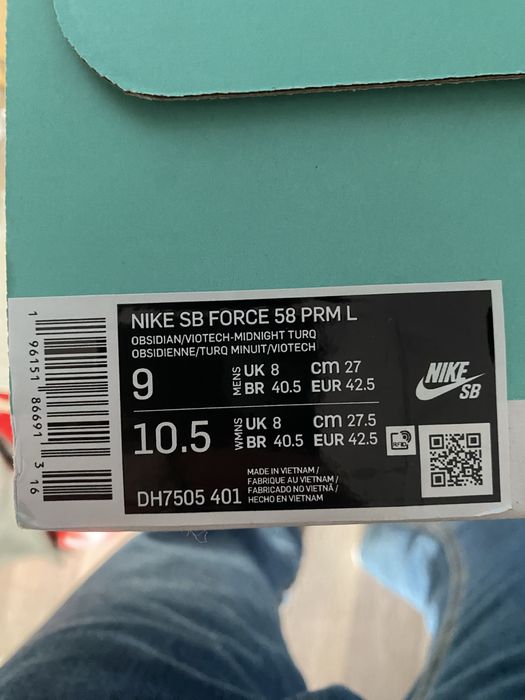 NIKE SB FORCE 58 PRM L
OBSIDIAN/VIOTECH-MIDNIGHT TURQ
OBSIDIENNE/TURQ MINUIT/VIOTECH
9 MENS UK 8 cm 27
BR 40.5 EUR 42.5
10.5 WMNS UK 8 cm 27.5
BR 40.5 EUR 42.5
NIKE
SB
RFID
MADE IN VIETNAM /
FABRIQUE AU VIETNAM /
FABRICADO NO VIETNÃ /
HECHO EN VIETNAM
DH7505 401
1 96151 86691 3 16